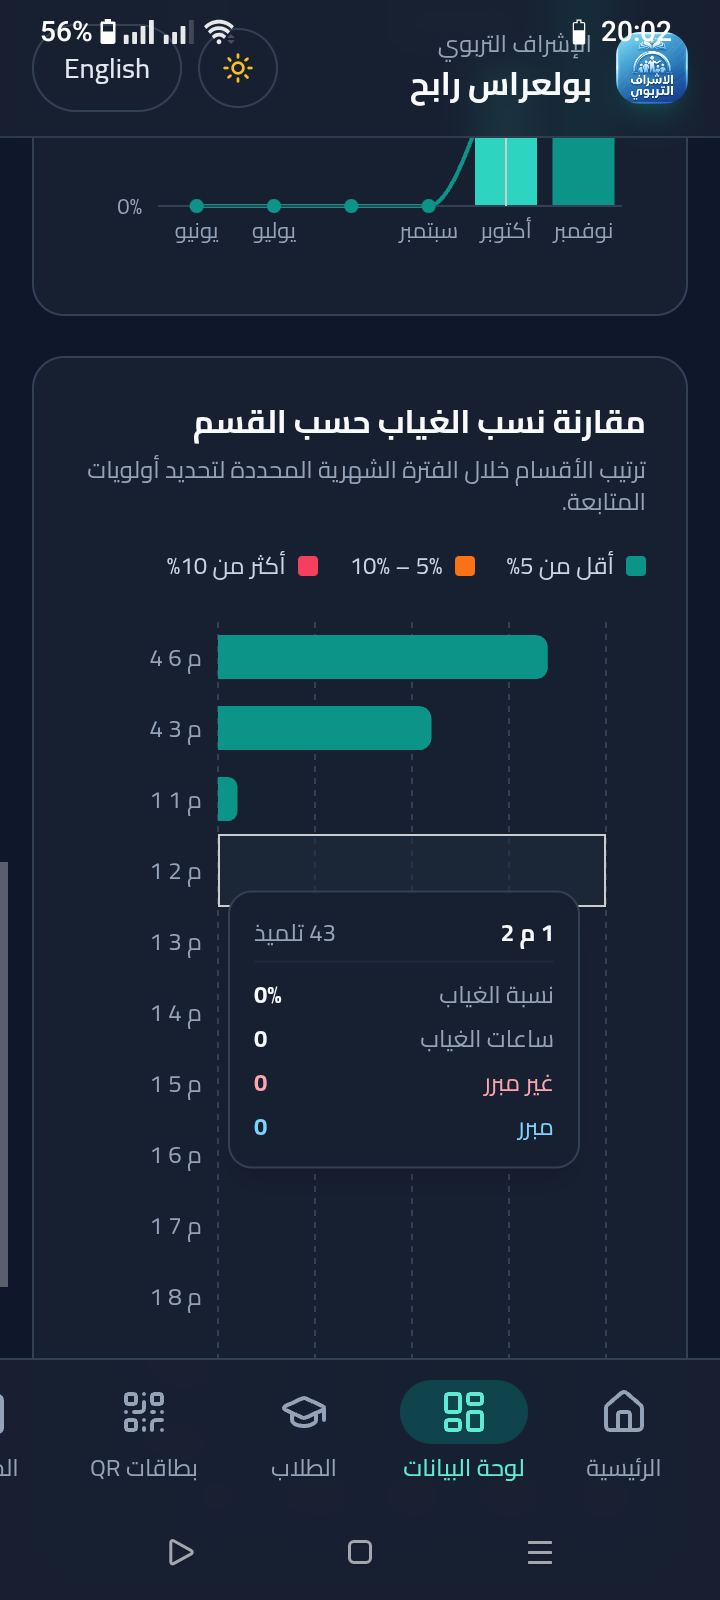 56%
20:02
English
الإشراف التربوي
بولعراس رابح
الإشراف
التربوي
0%
يونيو
يوليو
سبتمبر
أكتوبر
نوفمبر
مقارنة نسب الغياب حسب القسم
ترتيب الأقسام خلال الفترة الشهرية المحددة لتحديد أولويات
المتابعة.
أقل من 5%
5% – 10%
أكثر من 10%
4 م 6
4 م 3
1 م 1
1 م 2
1 م 3
1 م 4
1 م 5
1 م 6
1 م 7
1 م 8
1 م 2
43 تلميذ
نسبة الغياب 0%
ساعات الغياب 0
غير مبرر 0
مبرر 0
الرئيسية
لوحة البيانات
الطلاب
بطاقات QR